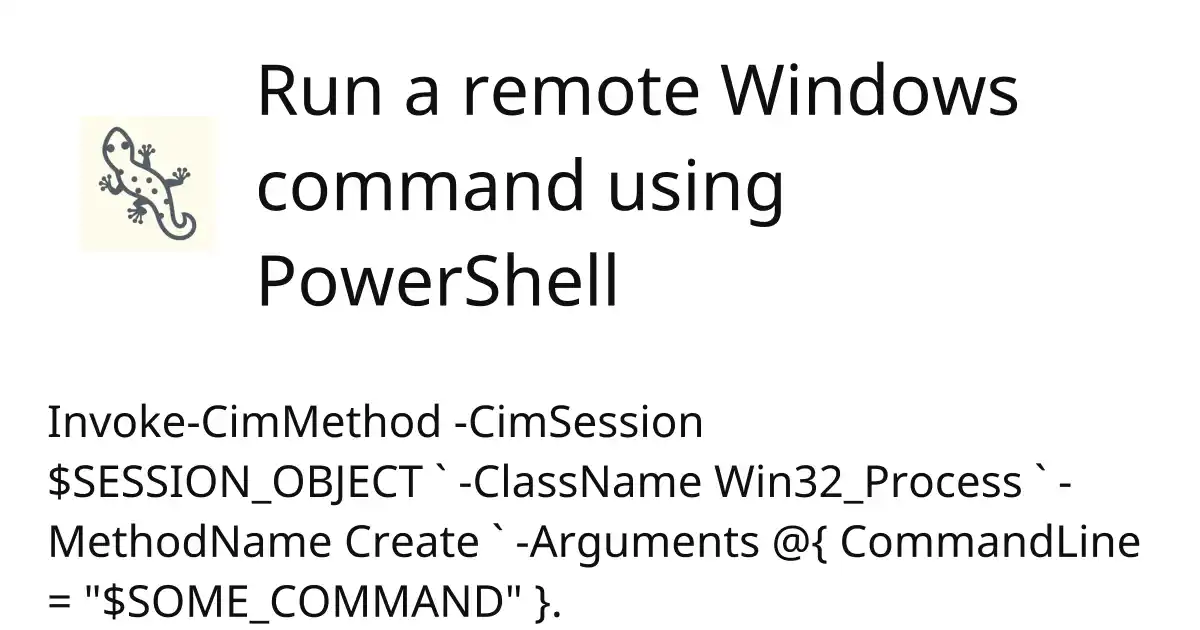 Run a remote Windows
command using
PowerShell
Invoke-CimMethod -CimSession
$SESSION_OBJECT ` -ClassName Win32_Process ` -
MethodName Create ` -Arguments @{ CommandLine
= "$SOME_COMMAND" }.